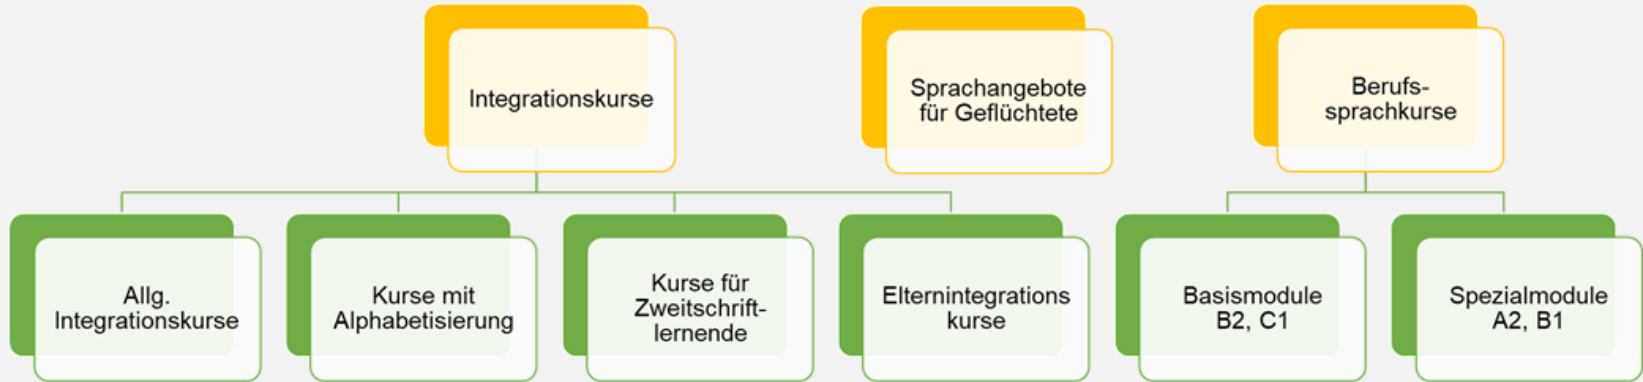 Integrationskurse
Sprachangebote
für Geflüchtete
Berufs-
sprachkurse
Allg.
Integrationskurse
Kurse mit
Alphabetisierung
Kurse für
Zweitschrift-
lernende
Elternintegrations
kurse
Basismodule
B2, C1
Spezialmodule
A2, B1